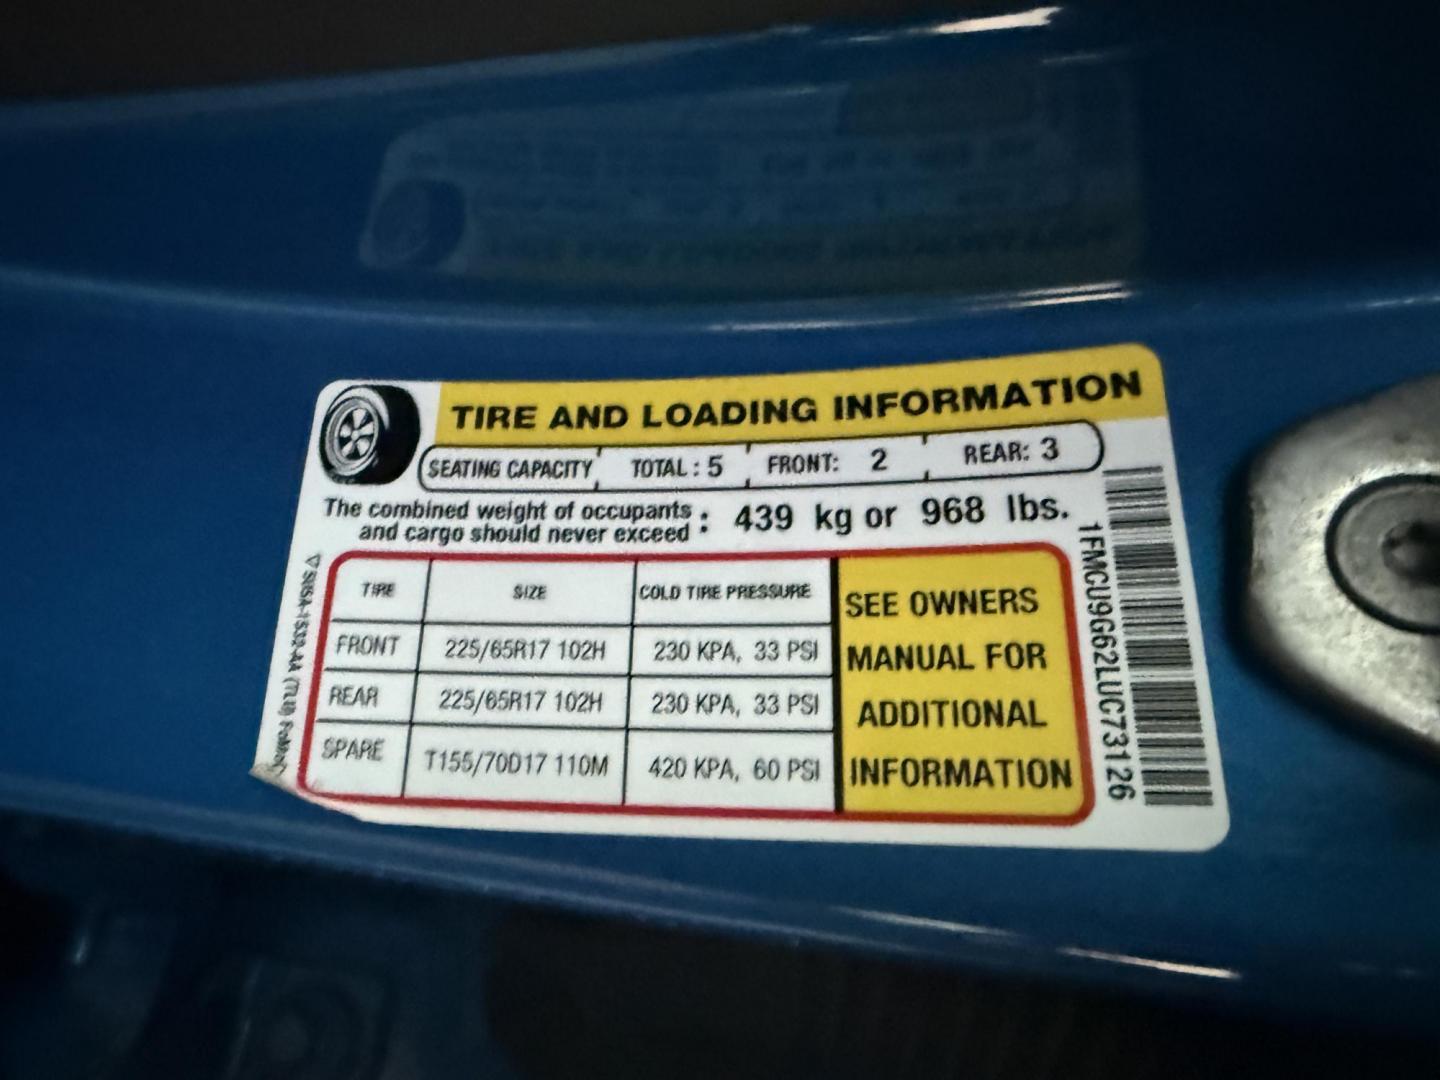 TIRE AND LOADING INFORMATION
SEATING CAPACITY TOTAL : 5 FRONT: 2 REAR: 3
The combined weight of occupants
and cargo should never exceed : 439 kg or 968 lbs.
TIRE SIZE COLD TIRE PRESSURE
FRONT 225/65R17 102H 230 KPA, 33 PSI
REAR 225/65R17 102H 230 KPA, 33 PSI
SPARE T155/70D17 110M 420 KPA, 60 PSI
SEE OWNERS
MANUAL FOR
ADDITIONAL
INFORMATION
1FMCU9G62LUC73126